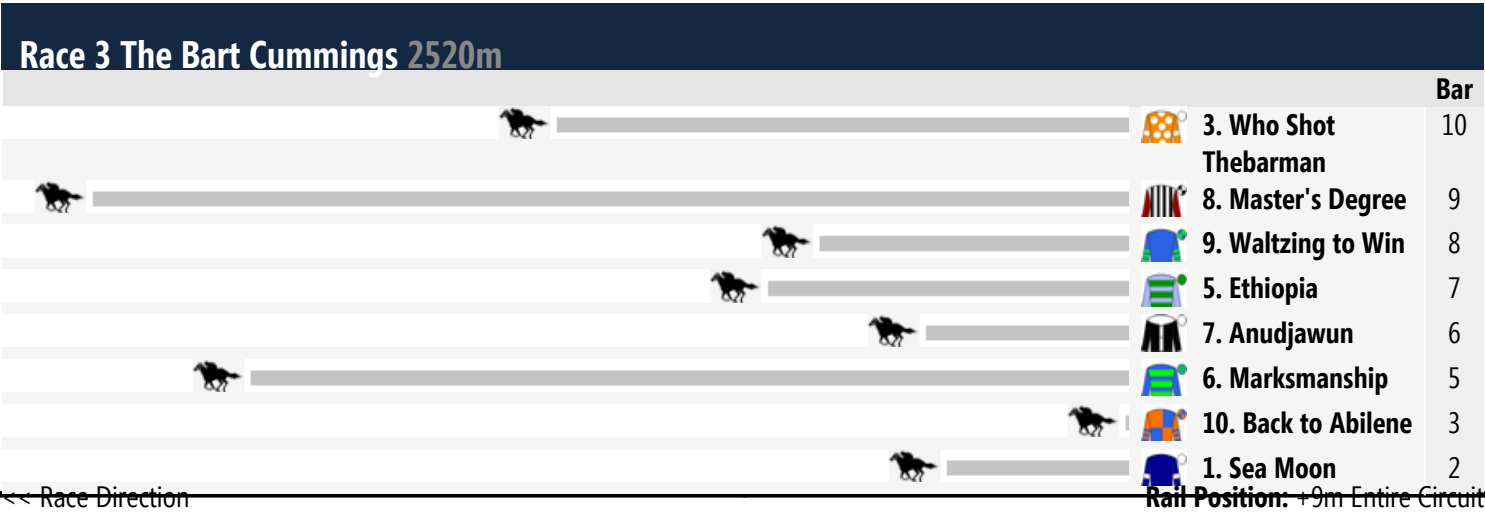 Race 3 The Bart Cummings 2520m
Bar
3. Who Shot 10
Thebarman
8. Master's Degree 9
9. Waltzing to Win 8
5. Ethiopia 7
7. Anudjawun 6
6. Marksmanship 5
10. Back to Abilene 3
1. Sea Moon 2
<< Race Direction Rail Position: +9m Entire Circuit